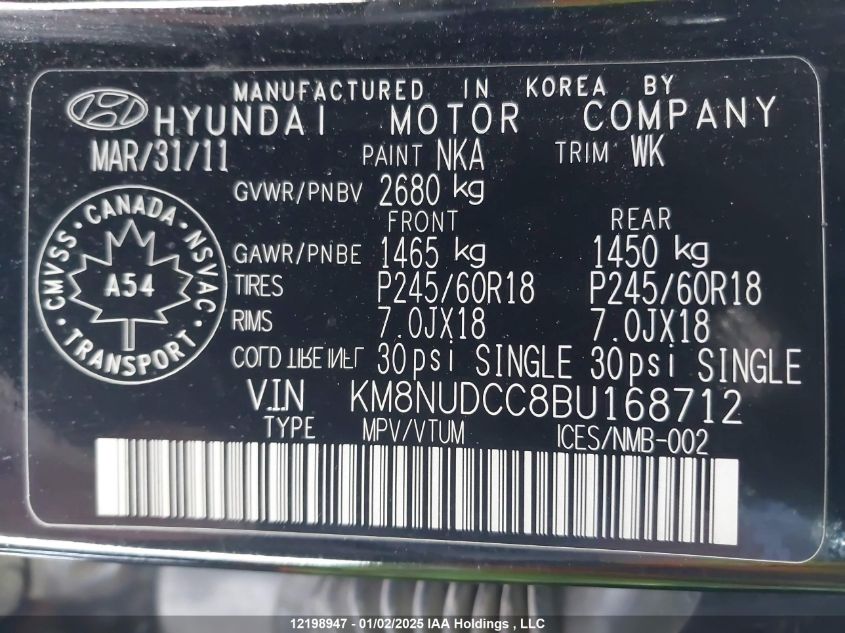 MANUFACTURED IN KOREA BY
HYUNDAI MOTOR COMPANY
MAR/31/11 PAINT NKA TRIM WK
GVWR/PNBV 2680 kg
FRONT REAR
GAWR/PNBE 1465 kg 1450 kg
TIRES P245/60R18 P245/60R18
RIMS 7.0JX18 7.0JX18
COLD TIRE INFL 30psi SINGLE 30psi SINGLE
VIN KM8NUDCC8BU168712
TYPE MPV/VTUM ICES/NMB-002
CMVSS · CANADA · NSVAC
A54
TRANSPORT
12198947 - 01/02/2025 IAA Holdings , LLC